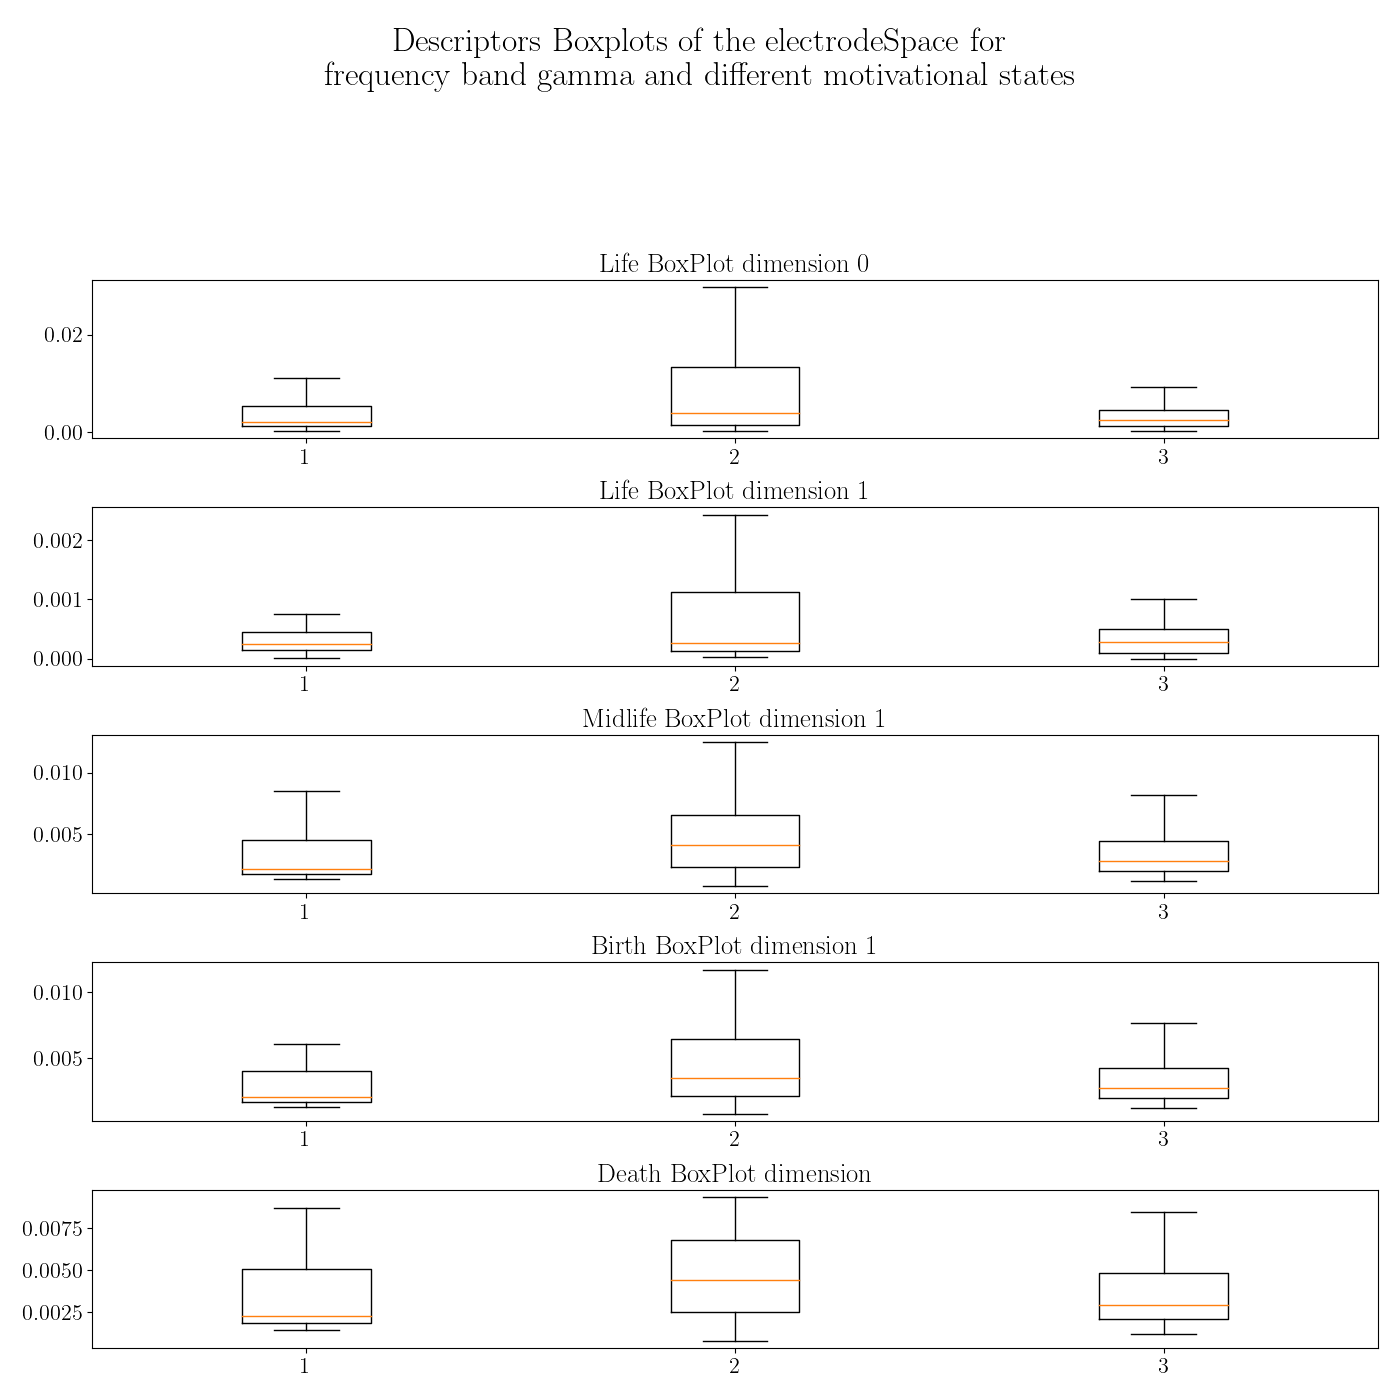 Descriptors Boxplots of the electrodeSpace for
frequency band gamma and different motivational states
Life BoxPlot dimension 0
0.02
0.00
1 2 3
Life BoxPlot dimension 1
0.002
0.001
0.000
1 2 3
Midlife BoxPlot dimension 1
0.010
0.005
1 2 3
Birth BoxPlot dimension 1
0.010
0.005
1 2 3
Death BoxPlot dimension
0.0075
0.0050
0.0025
1 2 3